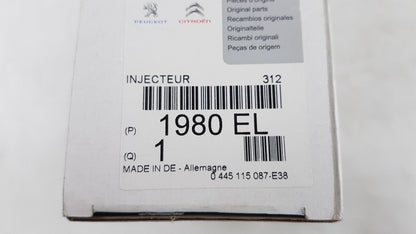 Pièces d'origine
Original parts
Recambios originales
Originalteile
Ricambi originali
Peças de origem
PEUGEOT CITROËN
INJECTEUR 312
(P) 1980 EL
(Q) 1
MADE IN DE - Allemagne
0 445 115 087-E38